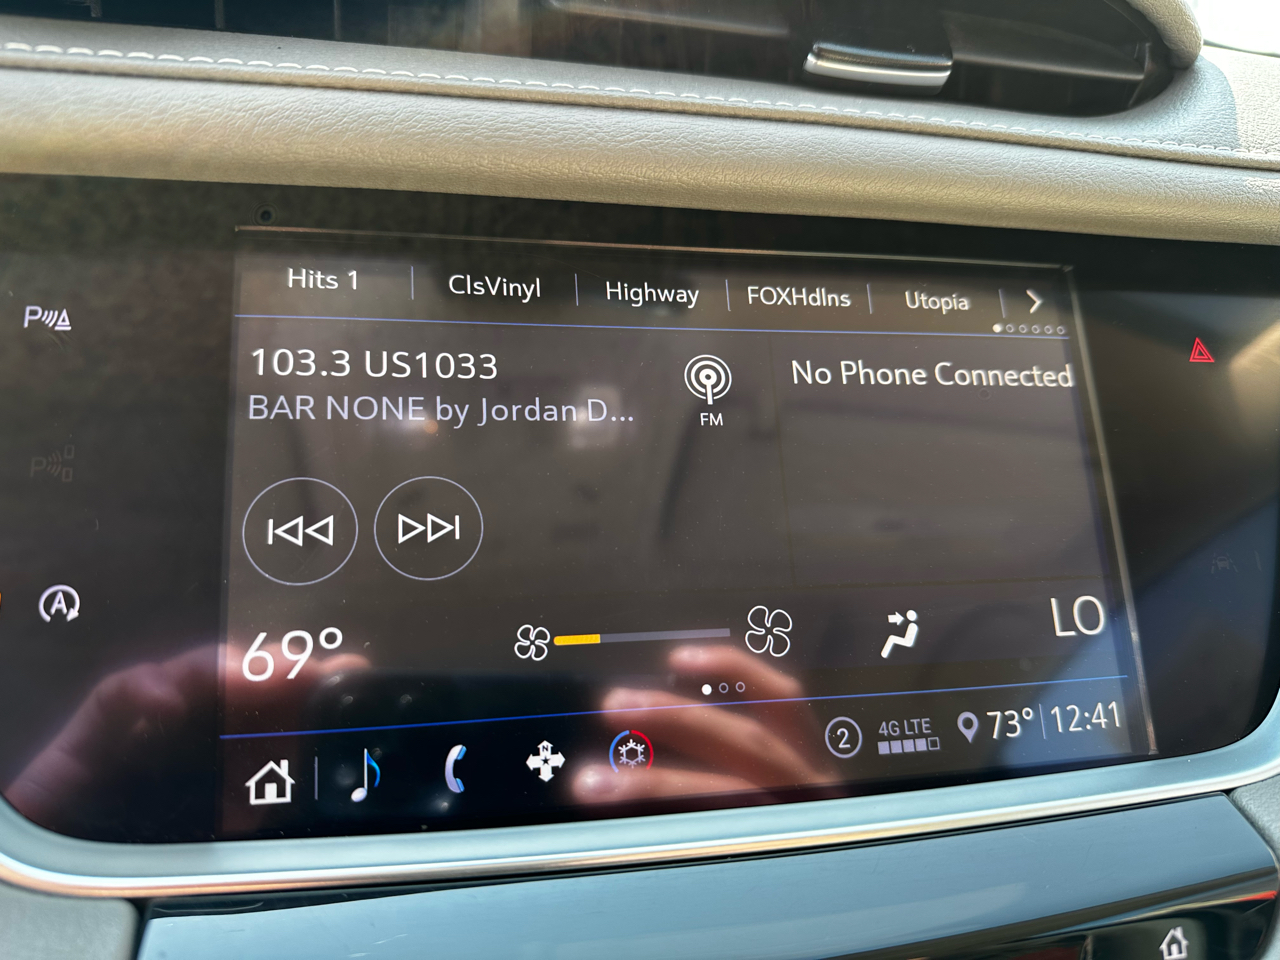 Hits 1
ClsVinyl
Highway
FOXHdlns
Utopia
103.3 US1033
BAR NONE by Jordan D...
FM
No Phone Connected
P
P
A
69°
LO
N
2
4G LTE
73°
12:41